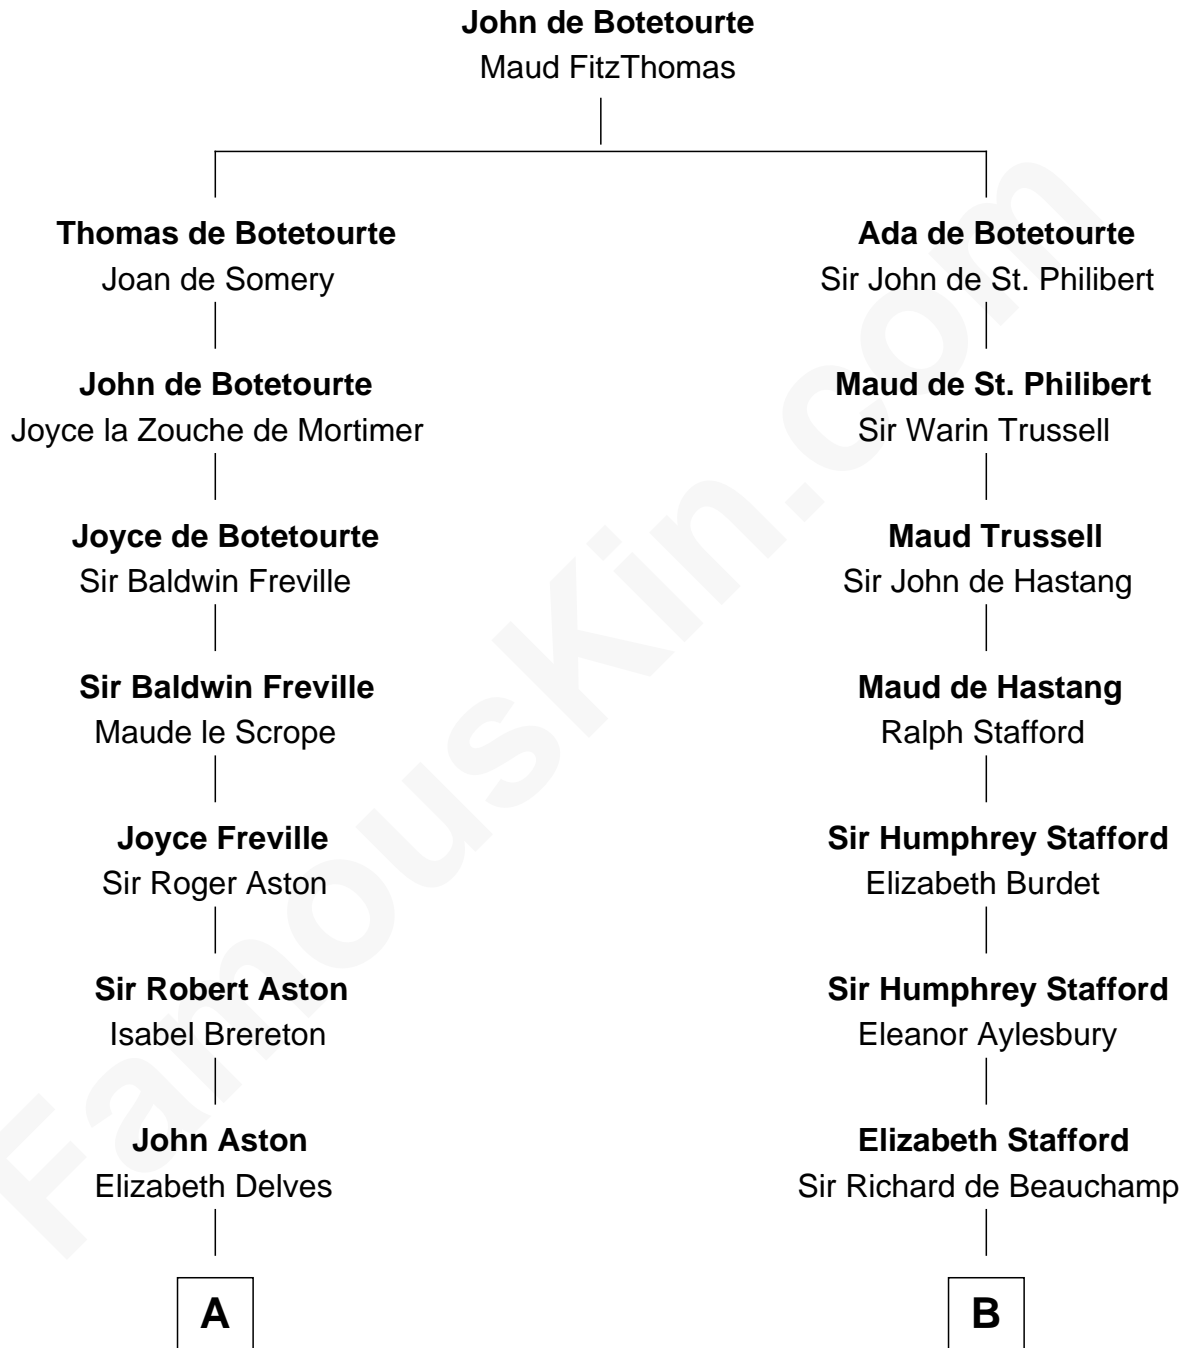 John de Botetourte
Maud FitzThomas
Thomas de Botetourte
Joan de Somery
Ada de Botetourte
Sir John de St. Philibert
John de Botetourte
Joyce la Zouche de Mortimer
Maud de St. Philibert
Sir Warin Trussell
Joyce de Botetourte
Sir Baldwin Freville
Maud Trussell
Sir John de Hastang
Sir Baldwin Freville
Maude le Scrope
Maud de Hastang
Ralph Stafford
Joyce Freville
Sir Roger Aston
Sir Humphrey Stafford
Elizabeth Burdet
Sir Robert Aston
Isabel Brereton
Sir Humphrey Stafford
Eleanor Aylesbury
John Aston
Elizabeth Delves
Elizabeth Stafford
Sir Richard de Beauchamp
A
B
FamousKin.com